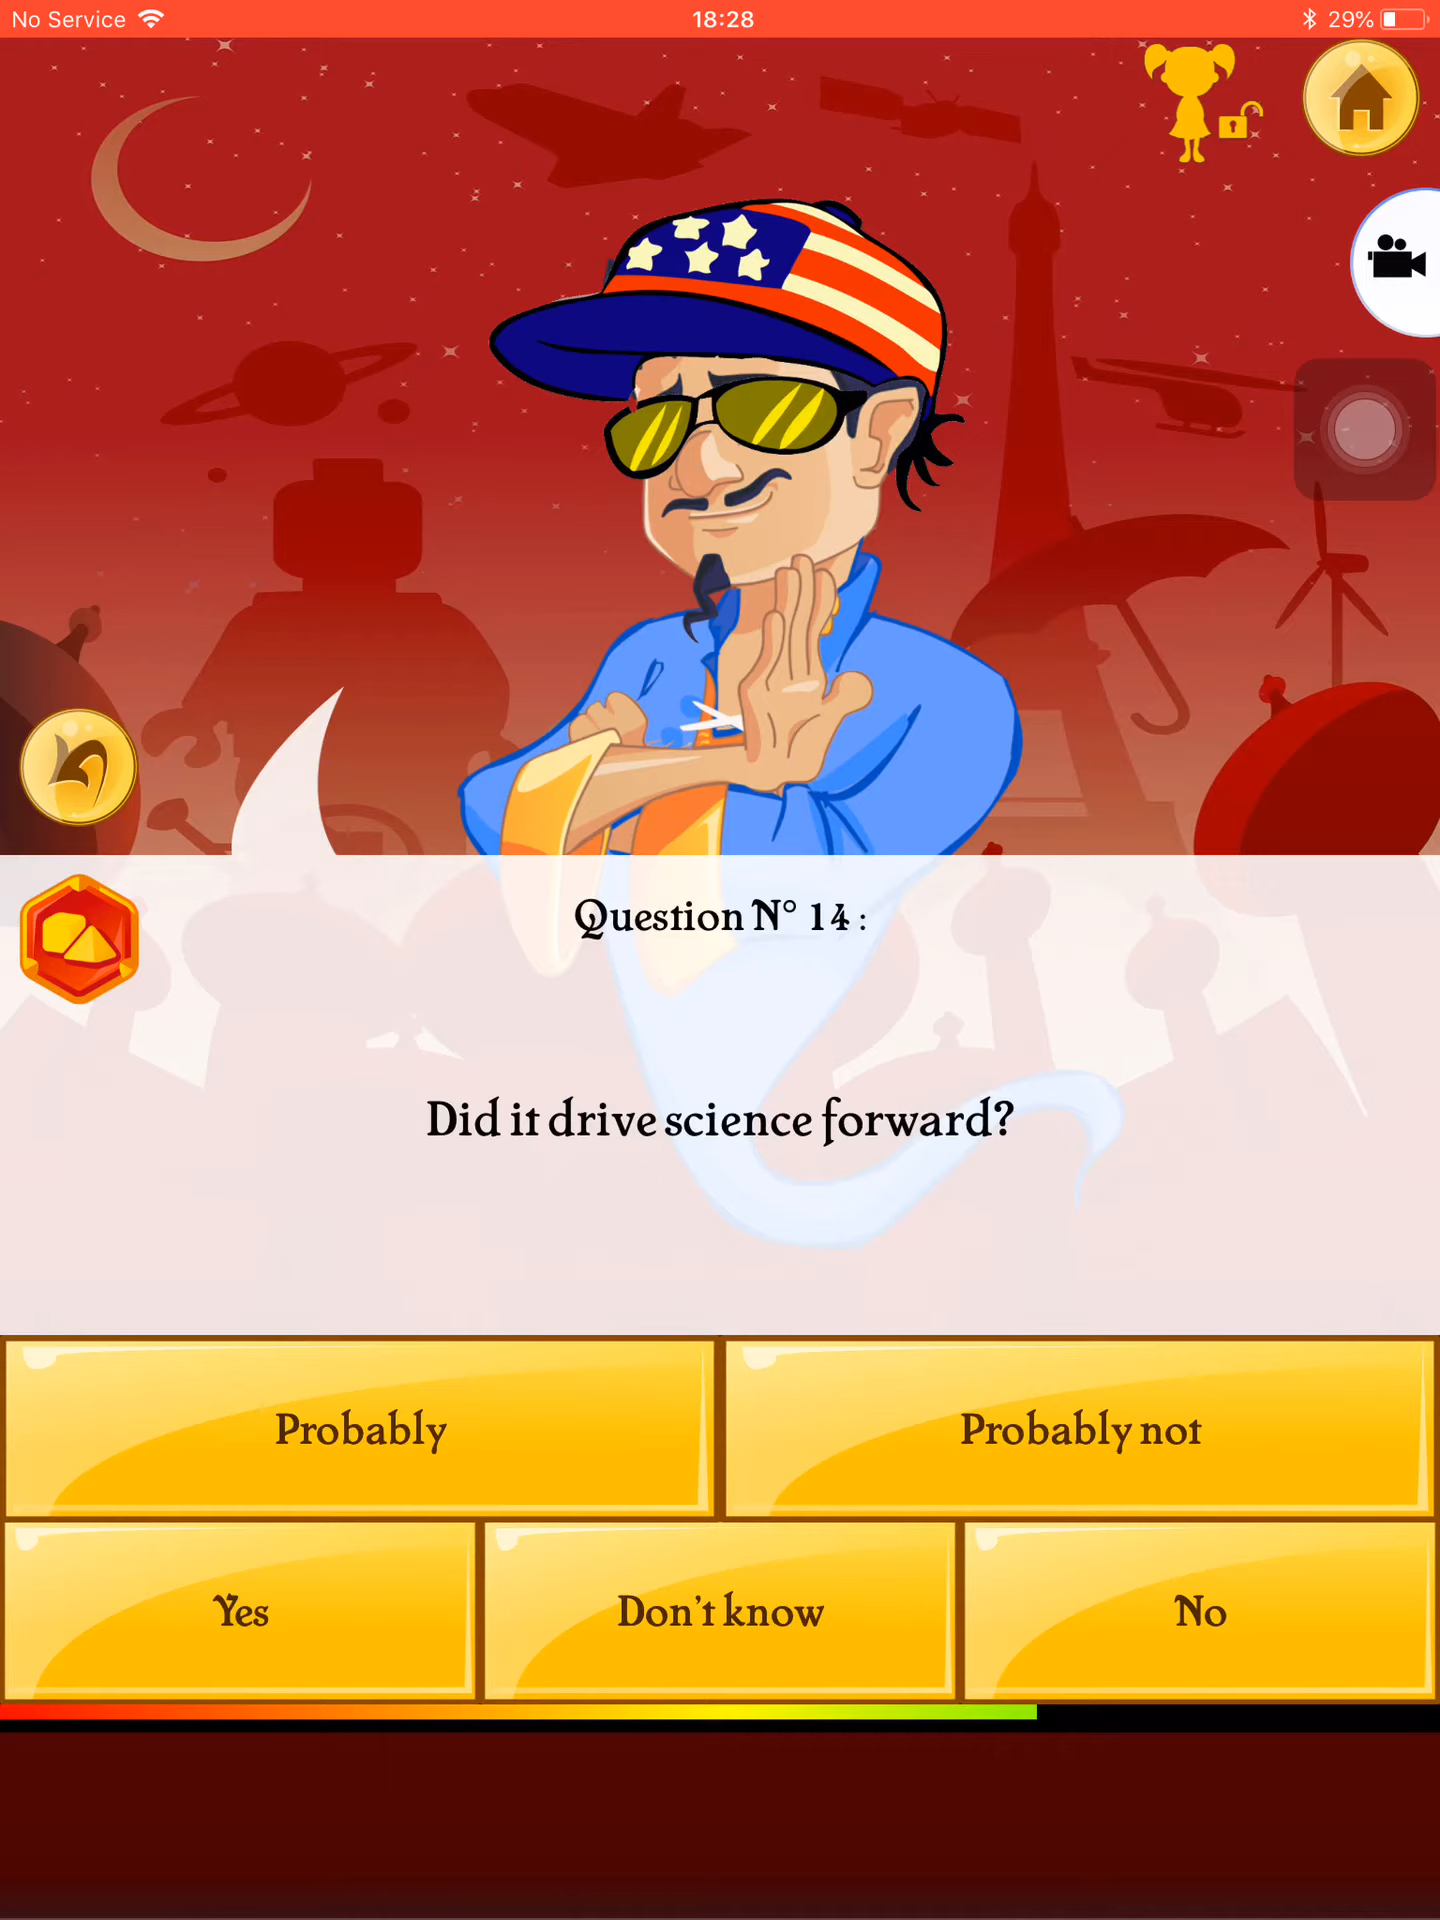 No Service
18:28
29%
Question N° 14 :
Did it drive science forward?
Probably
Probably not
Yes
Don't know
No